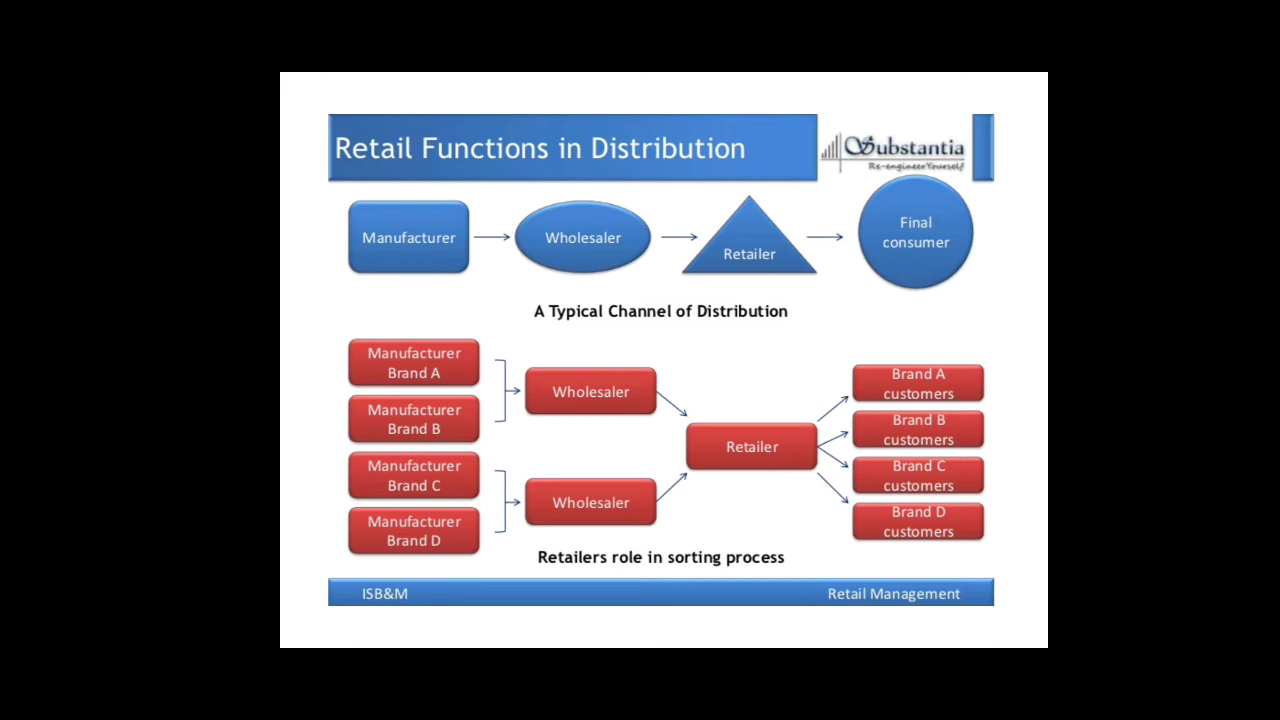 Retail Functions in Distribution
Substantia
Re-engineerYourself
Manufacturer
Wholesaler
Retailer
Final
consumer
A Typical Channel of Distribution
Manufacturer
Brand A
Manufacturer
Brand B
Manufacturer
Brand C
Manufacturer
Brand D
Wholesaler
Wholesaler
Retailer
Brand A
customers
Brand B
customers
Brand C
customers
Brand D
customers
Retailers role in sorting process
ISB&M
Retail Management